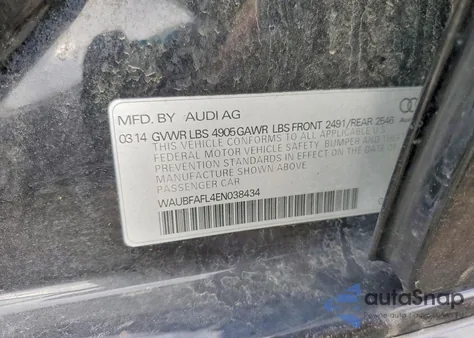 MFD. BY AUDI AG
03 14 GVWR LBS 4905 GAWR LBS FRONT 2491/REAR 2546
THIS VEHICLE CONFORMS TO ALL APPLICABLE U.S.
FEDERAL MOTOR VEHICLE SAFETY, BUMPER AND THEFT
STANDARDS IN EFFECT ON THE DATE OF
MANUFACTURE SHOWN ABOVE.
PASSENGER CAR
WAUBFAFL4EN038434
autoSnap